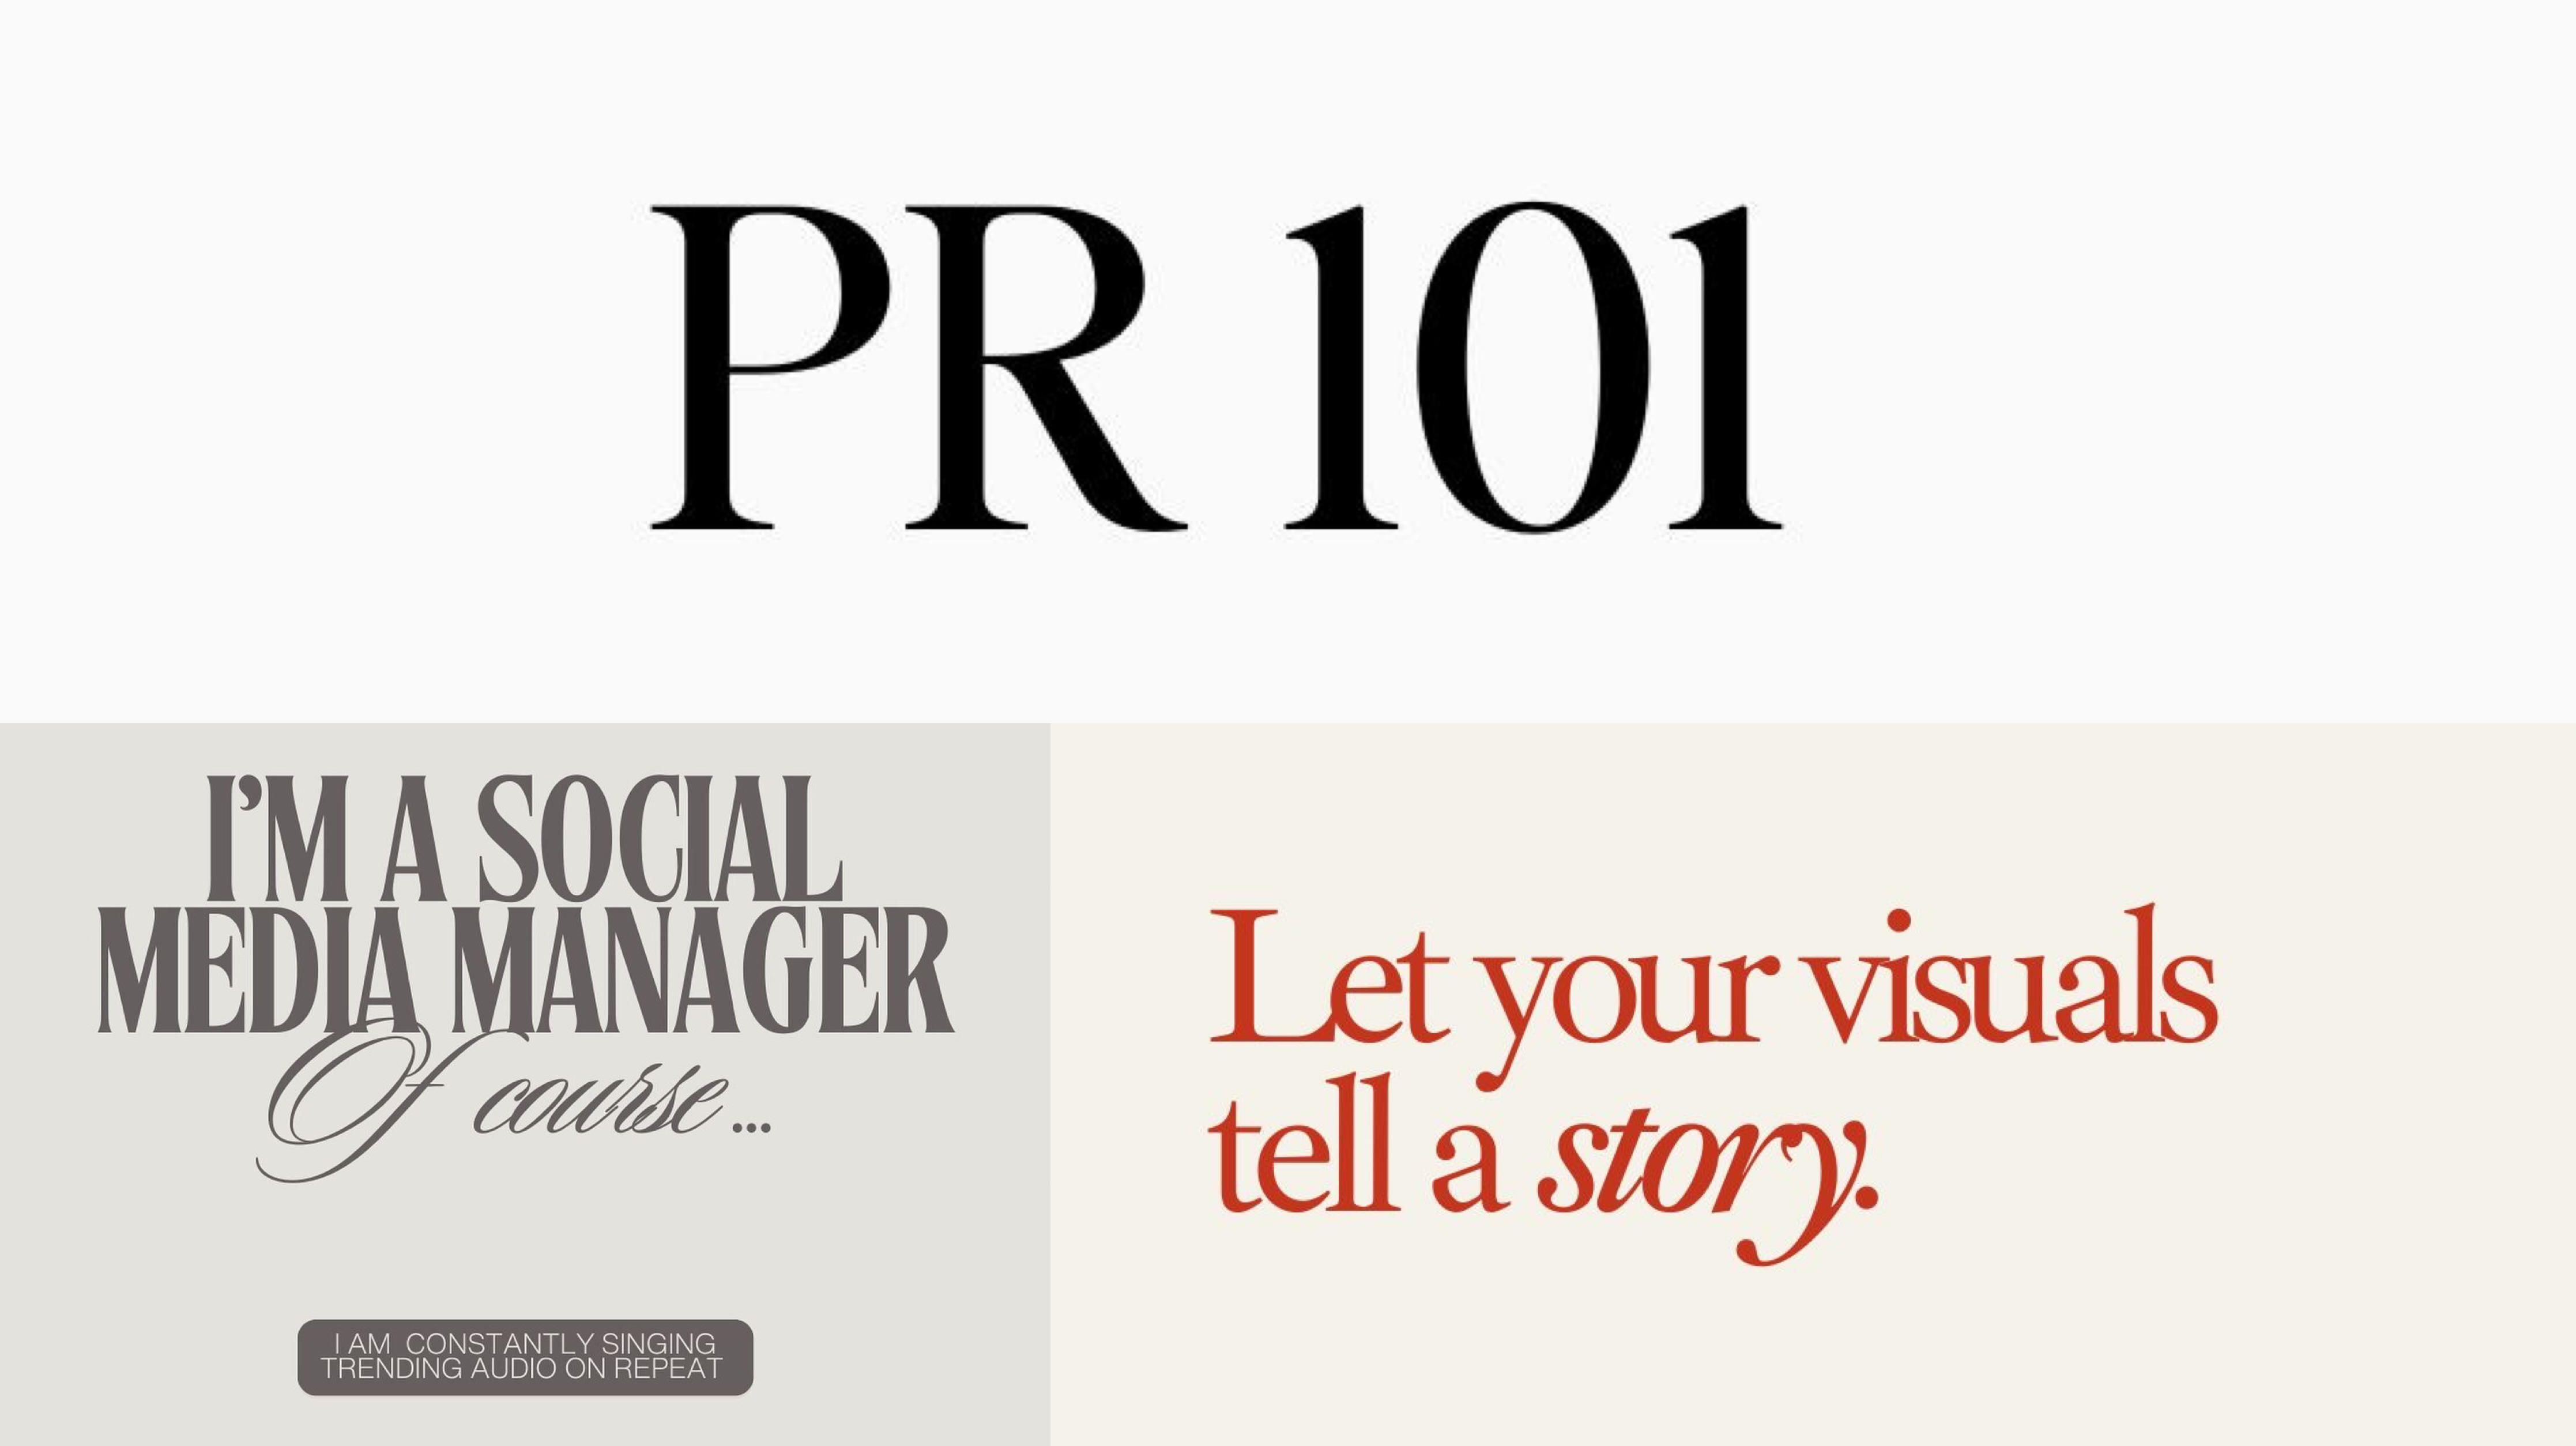 PR 101
I’M A SOCIAL
MEDIA MANAGER
Of course...
I AM CONSTANTLY SINGING
TRENDING AUDIO ON REPEAT
Let your visuals
tell a story.